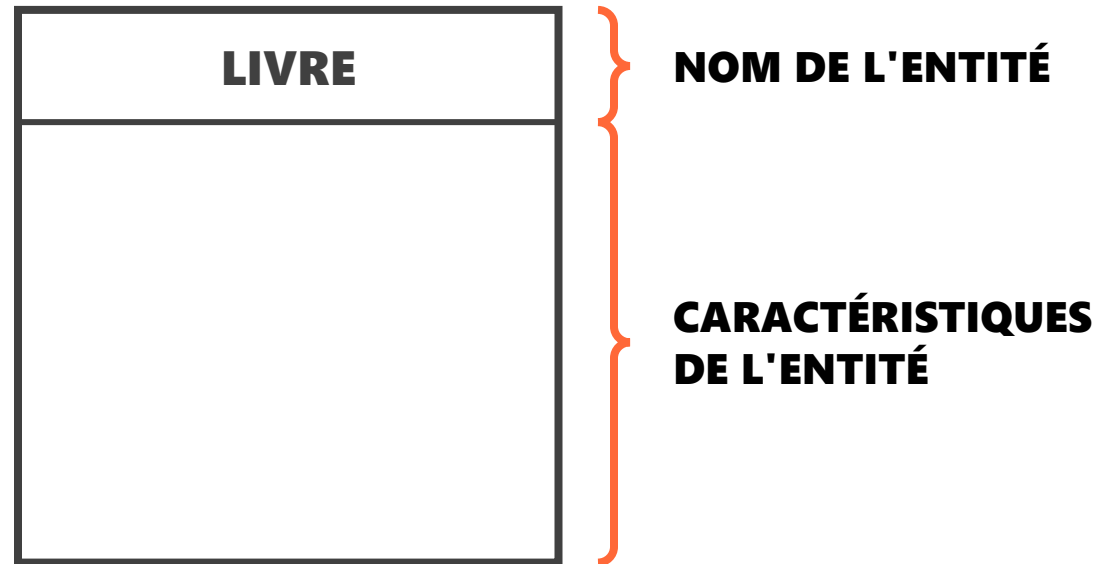 LIVRE
NOM DE L'ENTITÉ
CARACTÉRISTIQUES
DE L'ENTITÉ